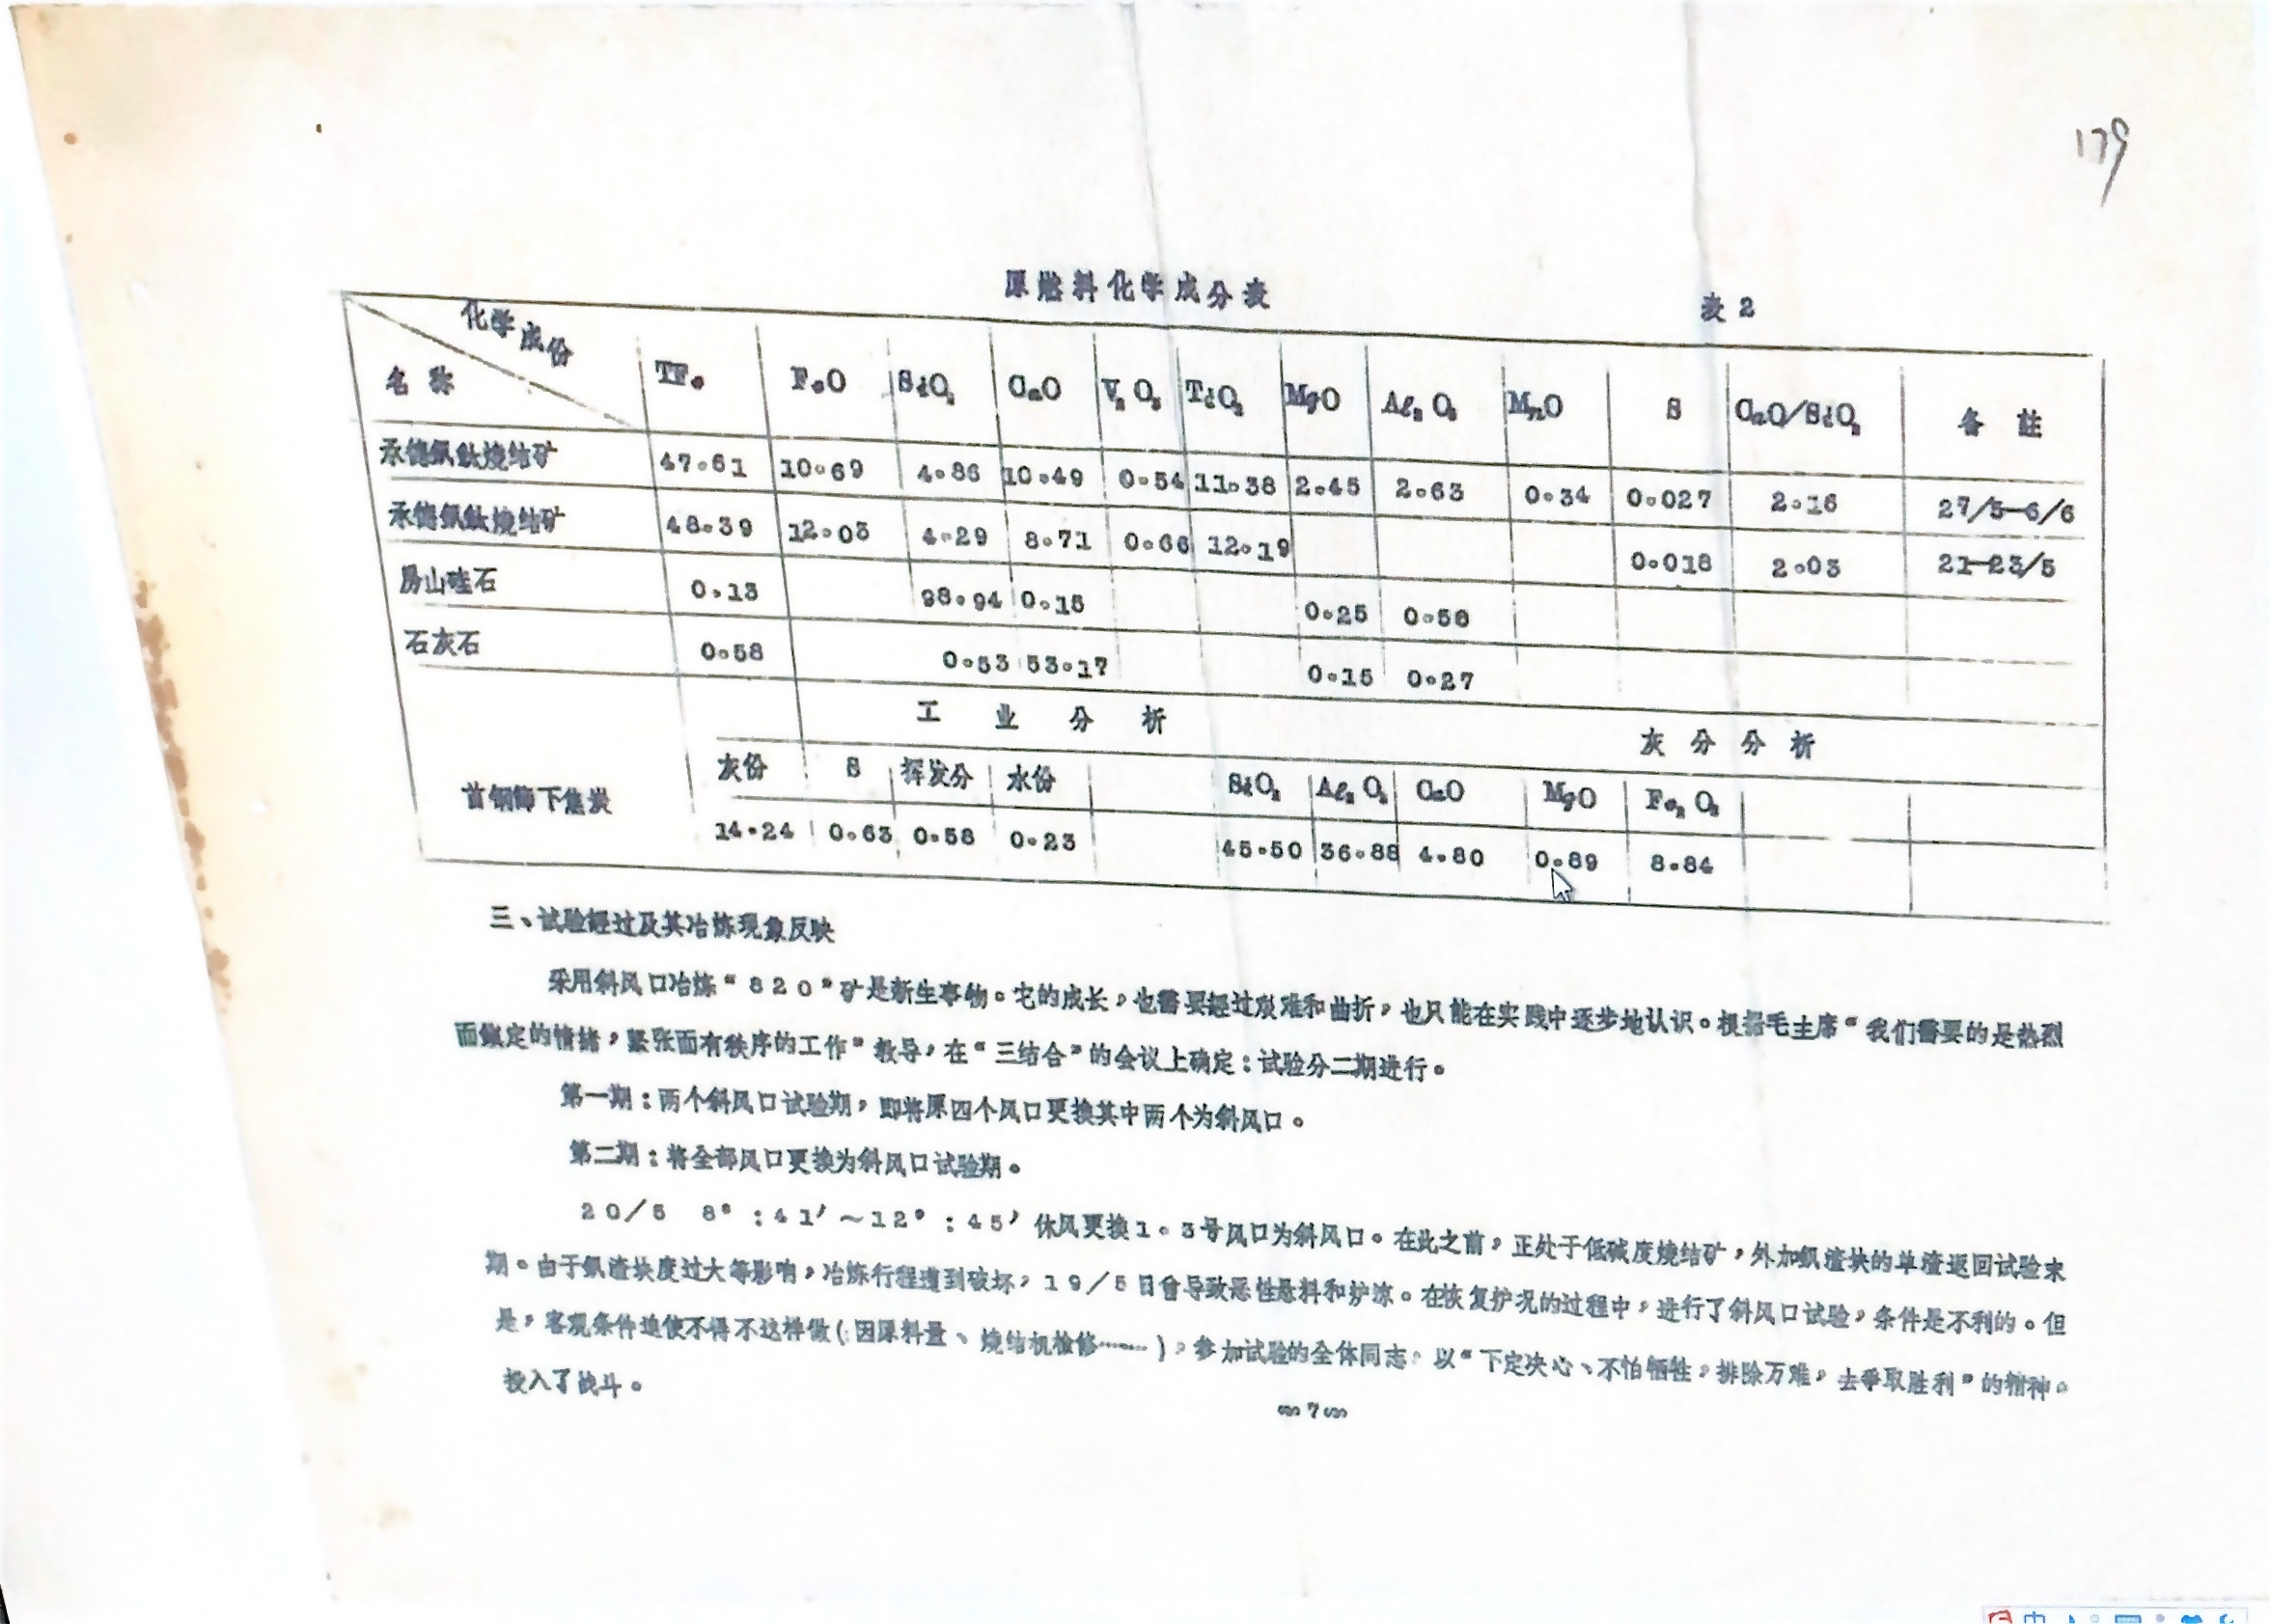 179
原燃料化学成分表 表2
化学成份
名称 TFe FeO SiO₂ CaO V₂O₅ TiO₂ MgO Al₂O₃ MnO S CaO/SiO₂ 备註
承德钒鈦烧结矿 47.61 10.69 4.86 10.49 0.54 11.38 2.45 2.63 0.34 0.027 2.16 27/5—6/6
承德钒鈦烧结矿 48.39 12.03 4.29 8.71 0.66 12.19 0.018 2.03 21—23/5
房山硅石 0.13 98.94 0.15 0.25 0.58
石灰石 0.58 0.53 53.17 0.15 0.27
工业分析 灰分分析
首钢篩下焦炭 灰份 S 挥发分 水份 SiO₂ Al₂O₃ CaO MgO Fe₂O₃
14.24 0.63 0.58 0.23 45.50 36.88 4.80 0.89 8.84
三、试验經过及其冶炼现象反映
采用斜风口冶炼“820”矿是新生事物。它的成长，也需要經过艰难和曲折，也只能在实践中逐步地认识。根据毛主席“我们需要的是热烈
而鎮定的情绪，緊张而有秩序的工作”教导，在“三结合”的会议上确定：试验分二期进行。
第一期：两个斜风口试验期，即将原四个风口更换其中两个为斜风口。
第二期：将全部风口更换为斜风口试验期。
20/5 8°:41′～12°:45′休风更换1。3号风口为斜风口。在此之前，正处于低碱度烧结矿，外加钒渣块的单渣返回试验末
期。由于钒渣块度过大等影响，冶炼行程遭到破坏，19/5日曾导致恶性悬料和炉凉。在恢复炉况的过程中，进行了斜风口试验，条件是不利的。但
是，客观条件迫使不得不这样做(因原料量、烧结机检修……)，参加试验的全体同志，以“下定决心、不怕牺牲，排除万难，去爭取胜利”的精神。
投入了战斗。
∽7∽